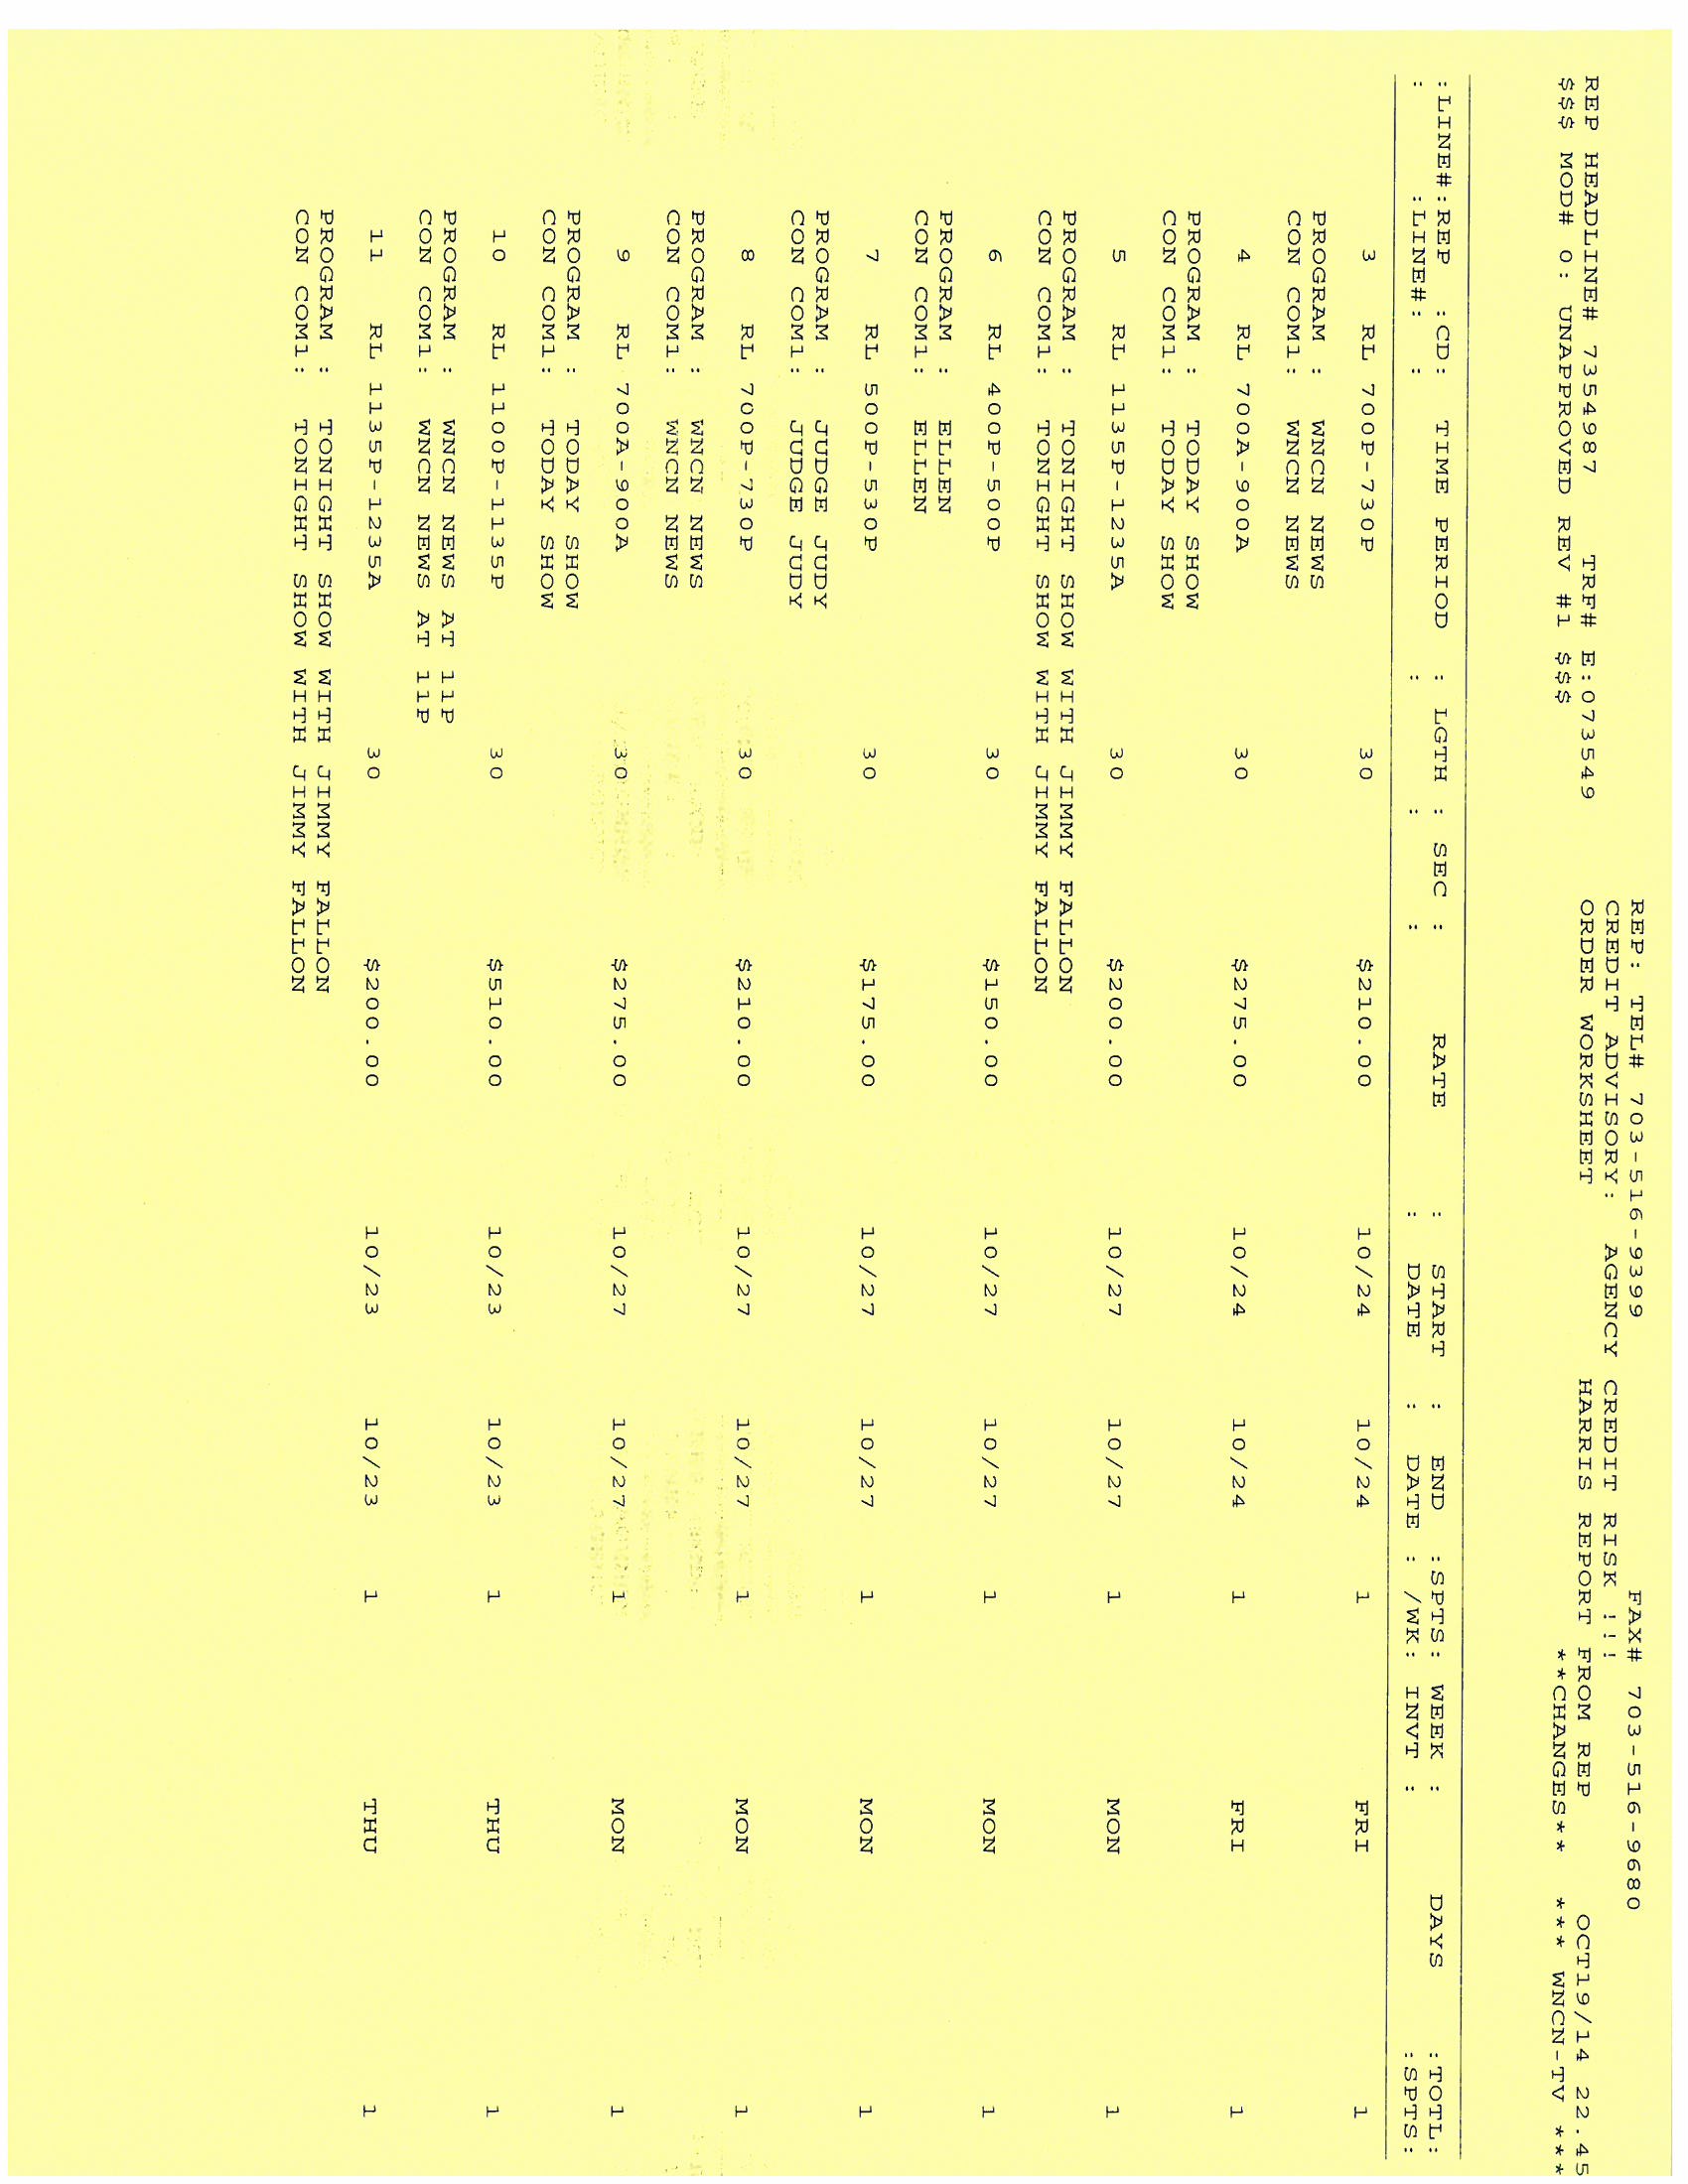 REP: TEL# 703-516-9399 FAX# 703-516-9680
CREDIT ADVISORY: AGENCY CREDIT RISK !!!
REP HEADLINE# 7354987 TRF# E:073549 ORDER WORKSHEET HARRIS REPORT FROM REP OCT19/14 22.45
$$$ MOD# 0: UNAPPROVED REV #1 $$$ **CHANGES** *** WNCN-TV ***
:LINE#:REP :CD: TIME PERIOD : LGTH : SEC : RATE : START : END :SPTS: WEEK : DAYS :TOTL:
: :LINE#: : : : : : DATE : DATE : /WK: INVT : :SPTS:
3 RL 700P-730P 30 $210.00 10/24 10/24 1 FRI 1
PROGRAM : WNCN NEWS
CON COM1: WNCN NEWS
4 RL 700A-900A 30 $275.00 10/24 10/24 1 FRI 1
PROGRAM : TODAY SHOW
CON COM1: TODAY SHOW
5 RL 1135P-1235A 30 $200.00 10/27 10/27 1 MON 1
PROGRAM : TONIGHT SHOW WITH JIMMY FALLON
CON COM1: TONIGHT SHOW WITH JIMMY FALLON
6 RL 400P-500P 30 $150.00 10/27 10/27 1 MON 1
PROGRAM : ELLEN
CON COM1: ELLEN
7 RL 500P-530P 30 $175.00 10/27 10/27 1 MON 1
PROGRAM : JUDGE JUDY
CON COM1: JUDGE JUDY
8 RL 700P-730P 30 $210.00 10/27 10/27 1 MON 1
PROGRAM : WNCN NEWS
CON COM1: WNCN NEWS
9 RL 700A-900A 30 $275.00 10/27 10/27 1 MON 1
PROGRAM : TODAY SHOW
CON COM1: TODAY SHOW
10 RL 1100P-1135P 30 $510.00 10/23 10/23 1 THU 1
PROGRAM : WNCN NEWS AT 11P
CON COM1: WNCN NEWS AT 11P
11 RL 1135P-1235A 30 $200.00 10/23 10/23 1 THU 1
PROGRAM : TONIGHT SHOW WITH JIMMY FALLON
CON COM1: TONIGHT SHOW WITH JIMMY FALLON